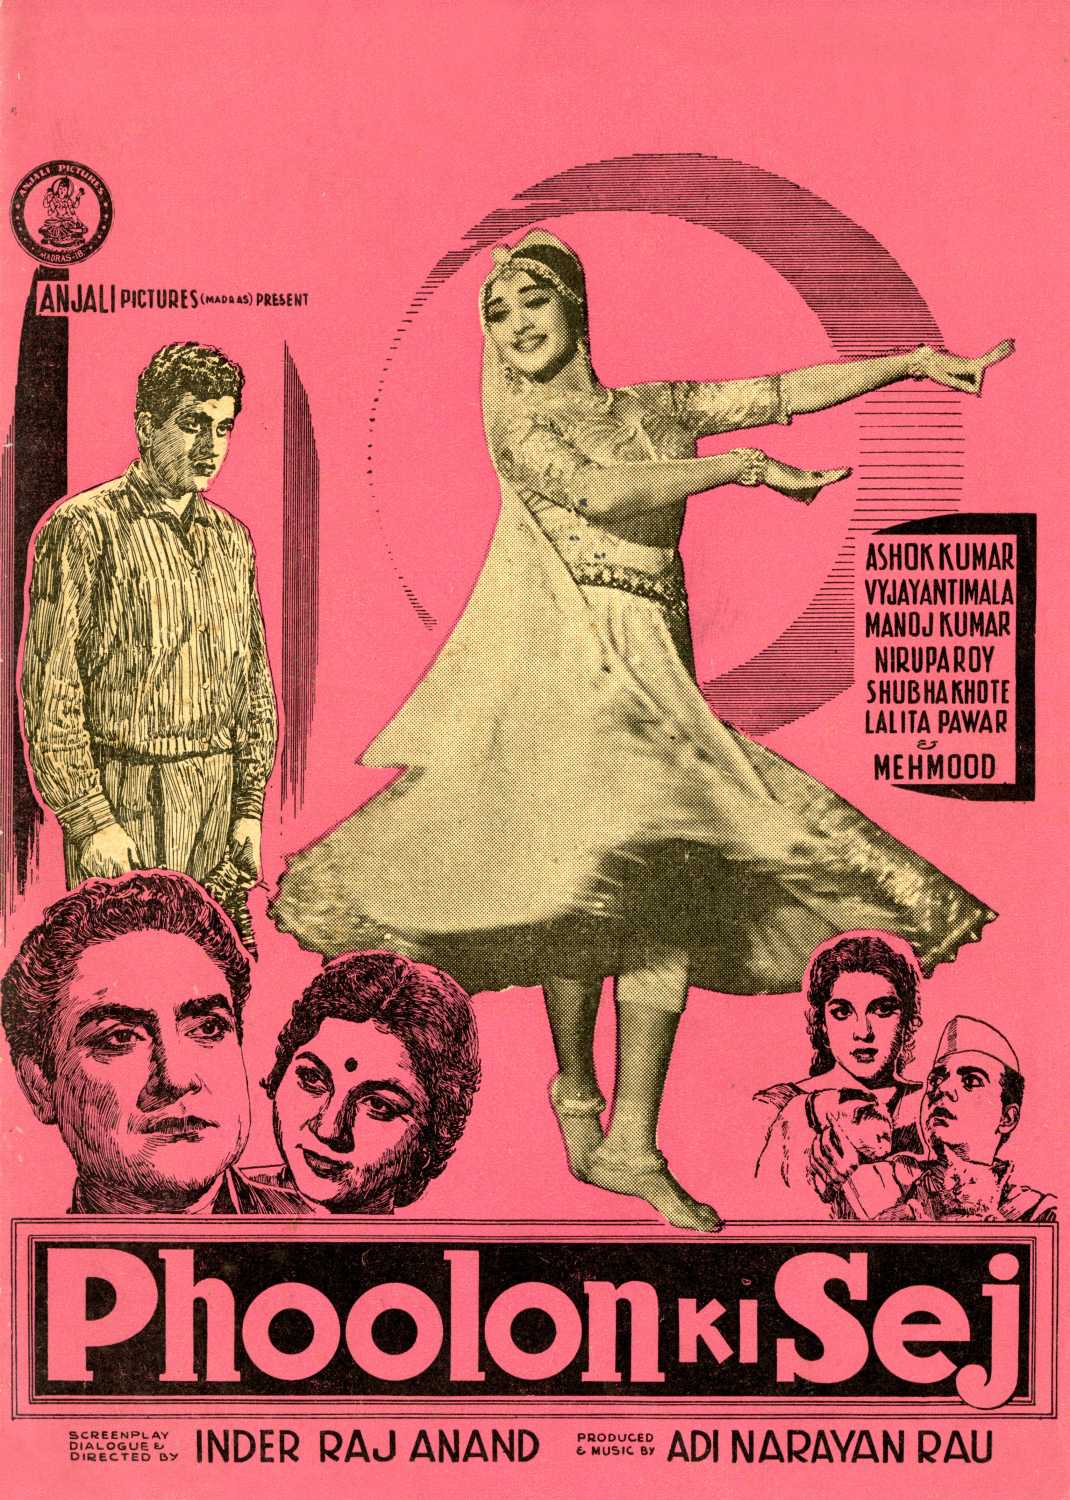 ANJALI PICTURES
MADRAS-18.
ANJALI PICTURES (MADRAS) PRESENT
ASHOK KUMAR
VYJAYANTIMALA
MANOJ KUMAR
NIRUPA ROY
SHUBHA KHOTE
LALITA PAWAR
&
MEHMOOD
Phoolon KI Sej
SCREENPLAY
DIALOGUE &
DIRECTED BY
INDER RAJ ANAND
PRODUCED
& MUSIC BY
ADI NARAYAN RAU